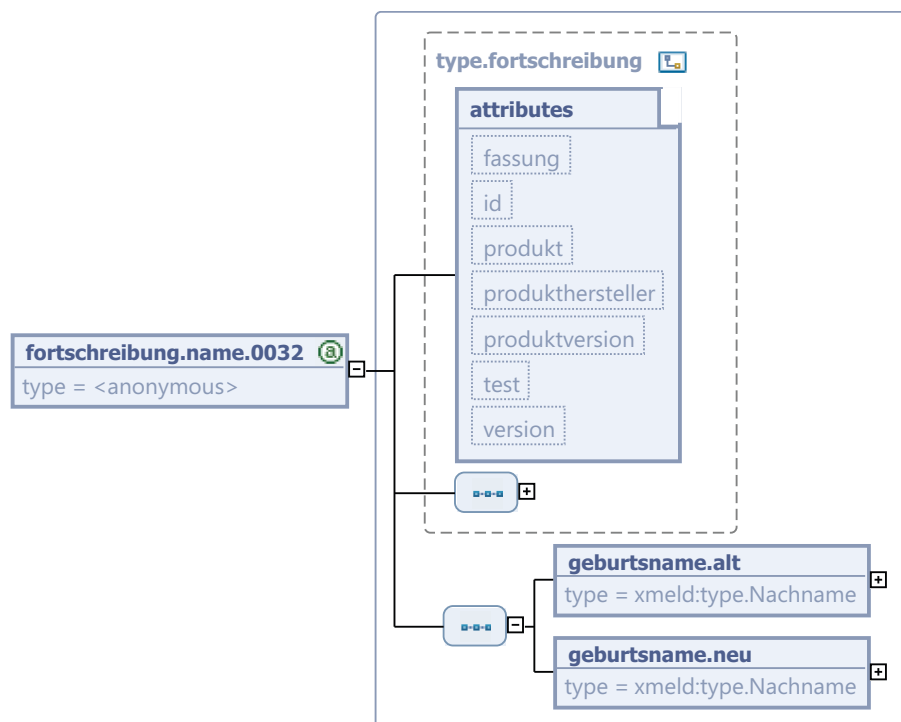 type.fortschreibung
attributes
fassung
id
produkt
produkthersteller
produktversion
test
version
fortschreibung.name.0032 a
type = <anonymous>
geburtsname.alt
type = xmeld:type.Nachname
geburtsname.neu
type = xmeld:type.Nachname